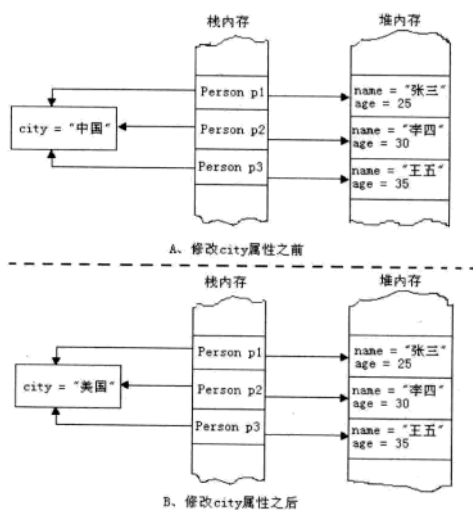 栈内存 堆内存
Person p1
name = "张三"
age = 25
city = "中国"
Person p2
name = "李四"
age = 30
Person p3
name = "王五"
age = 35
A、修改city属性之前
栈内存 堆内存
Person p1
name = "张三"
age = 25
city = "美国"
Person p2
name = "李四"
age = 30
Person p3
name = "王五"
age = 35
B、修改city属性之后